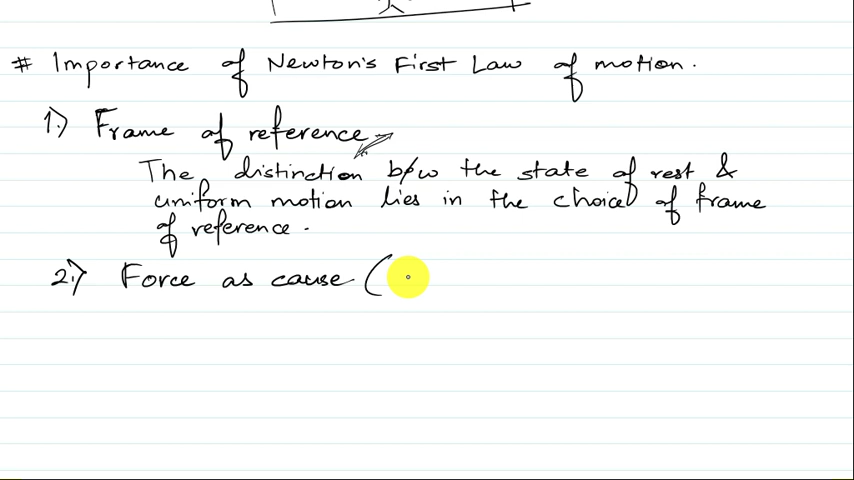 # Importance of Newton's First Law of motion.
1.) Frame of reference
The distinction b/w the state of rest &
uniform motion lies in the choice of frame
of reference.
2.) Force as cause (